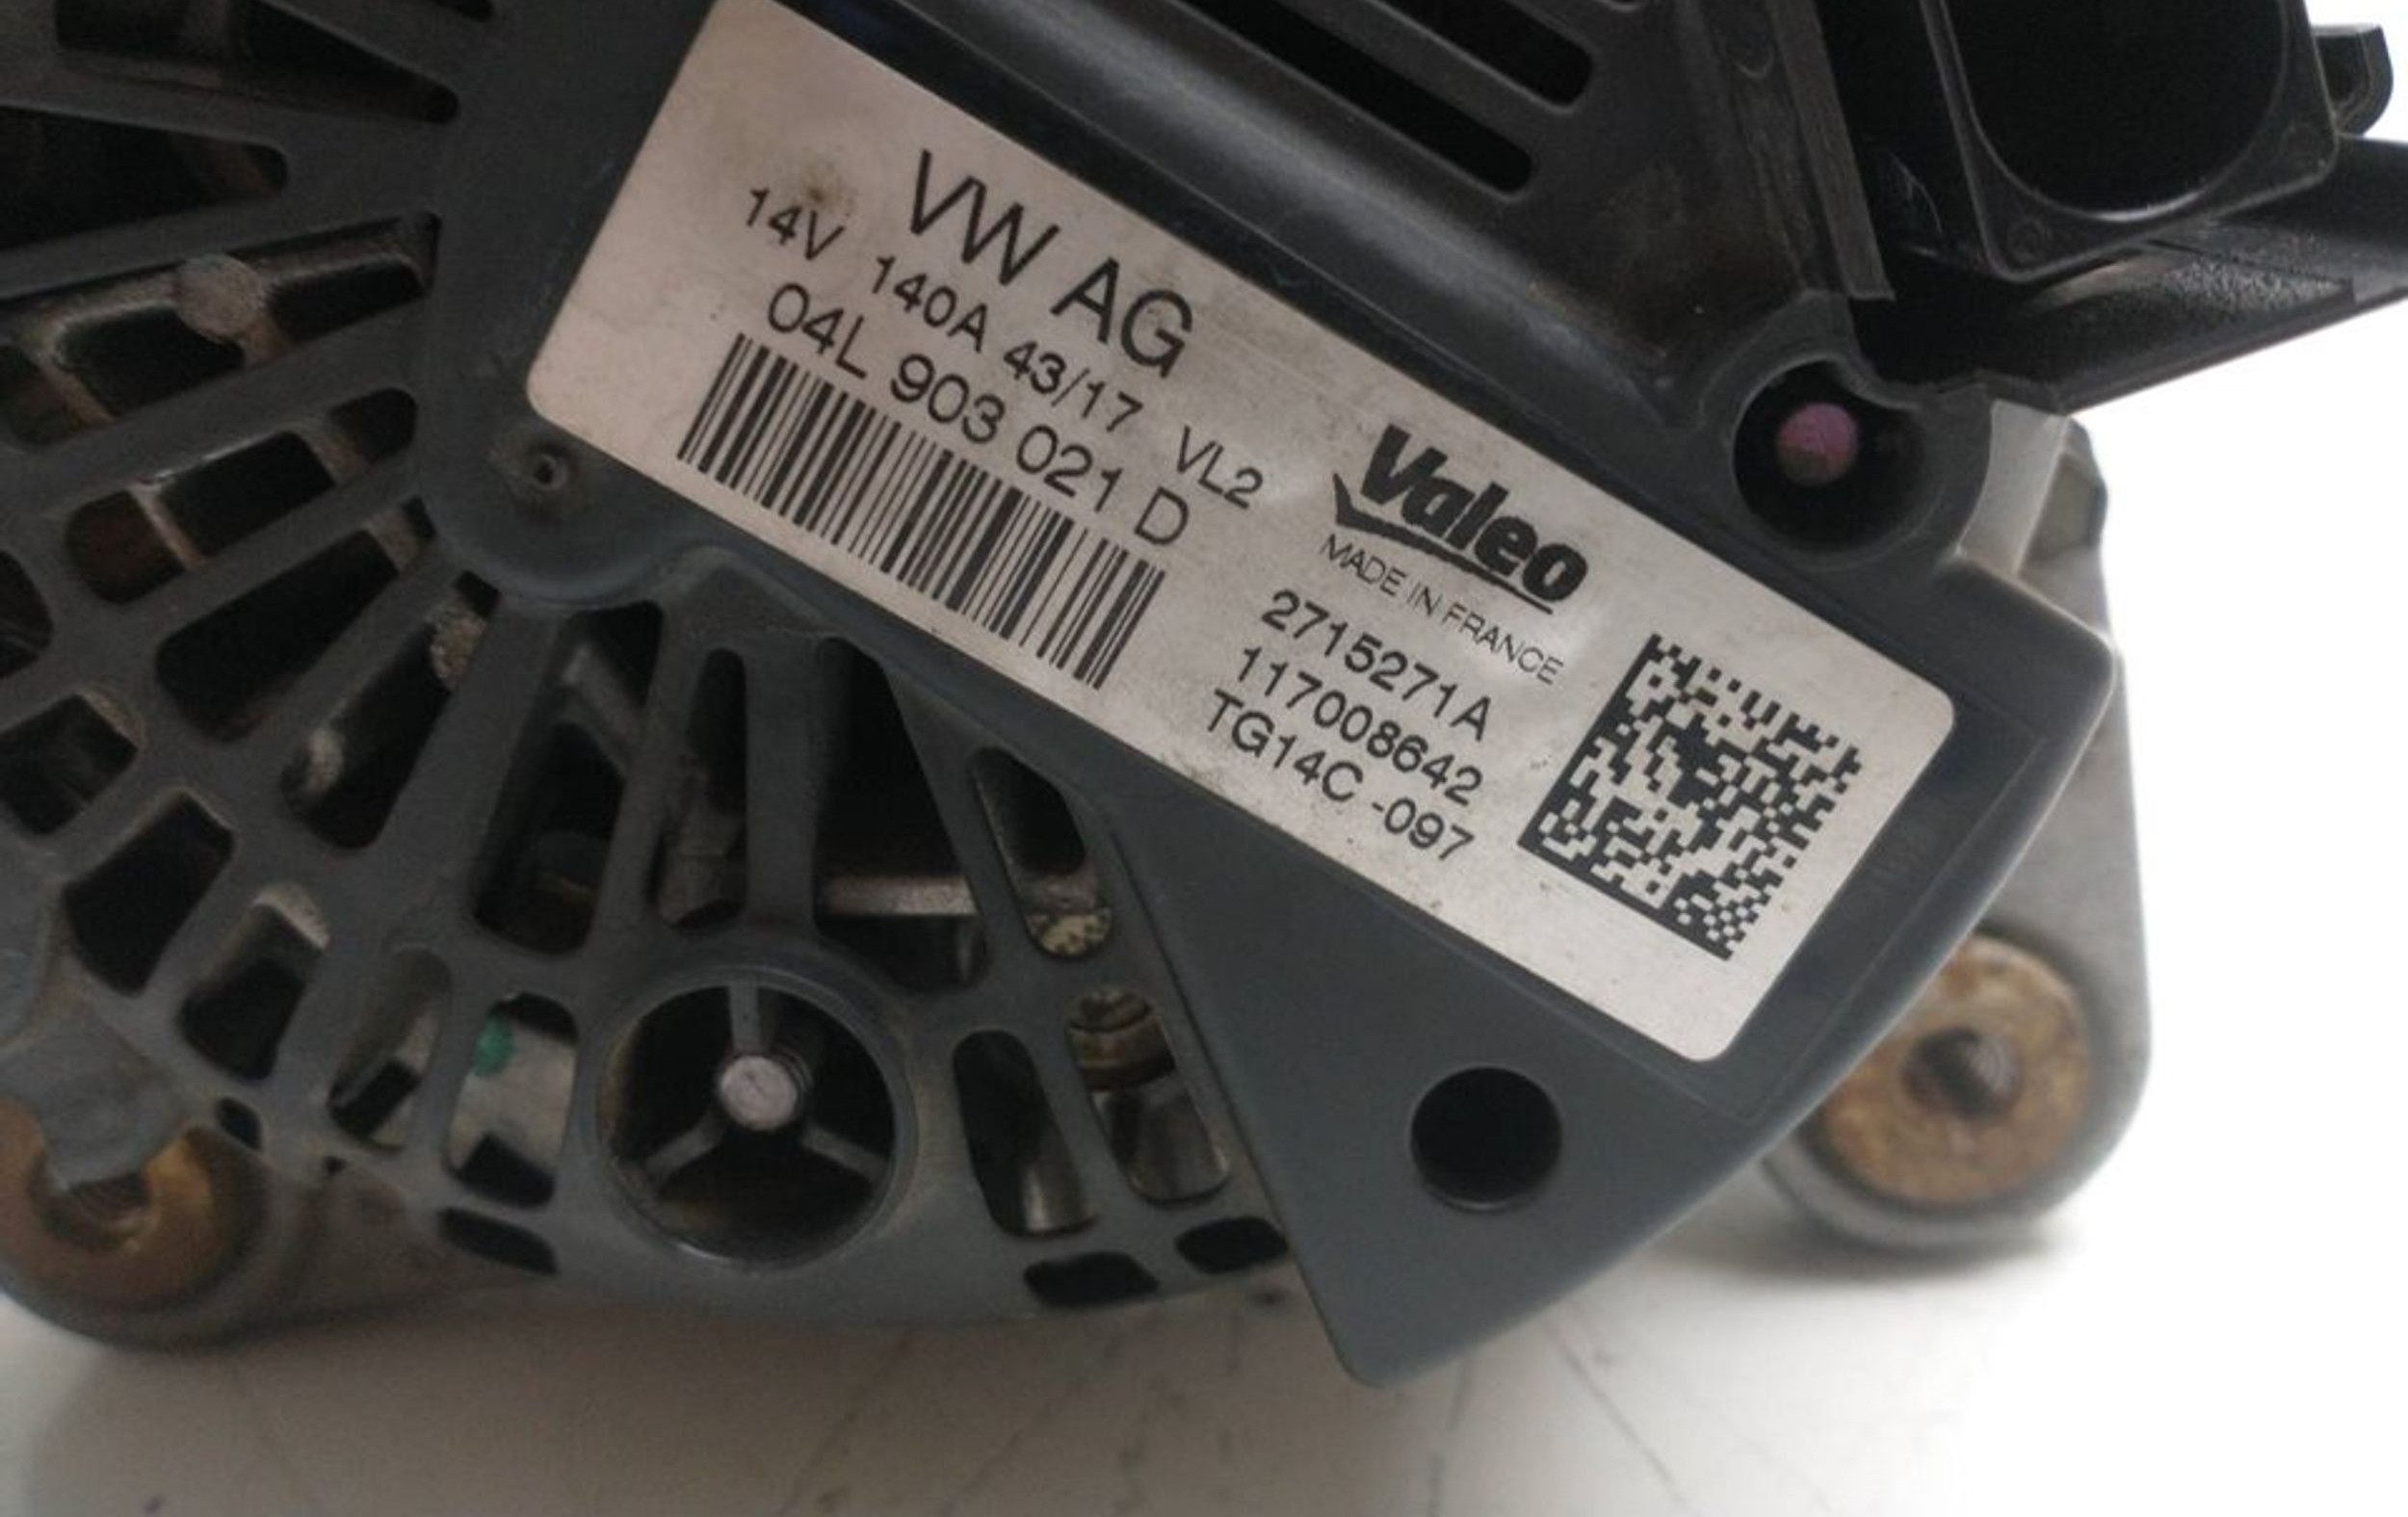 VW AG
14V 140A 43/17 VL2
04L 903 021 D
Valeo
MADE IN FRANCE
2715271A
117008642
TG14C -097